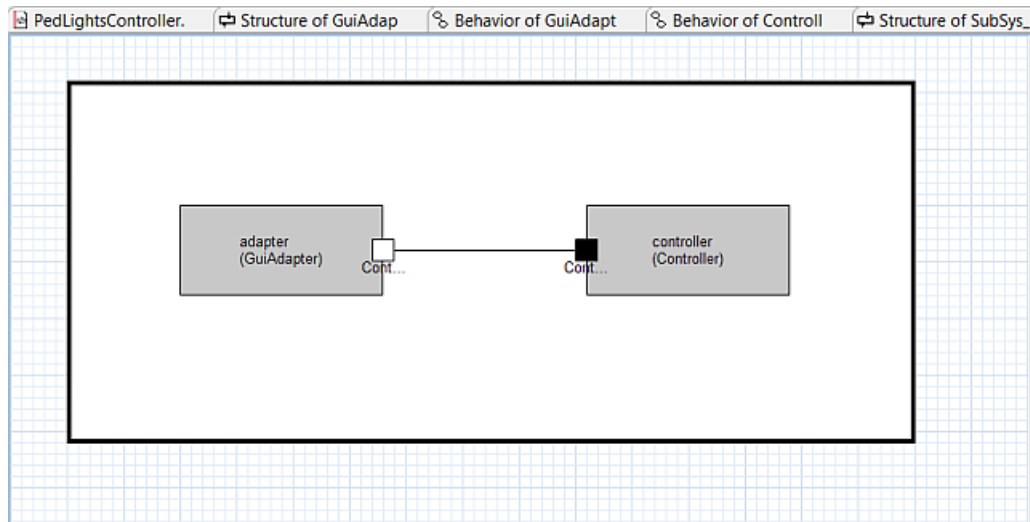 PedLightsController. Structure of GuiAdap Behavior of GuiAdapt Behavior of Controll Structure of SubSys_
adapter
(GuiAdapter)
Cont...
Cont...
controller
(Controller)